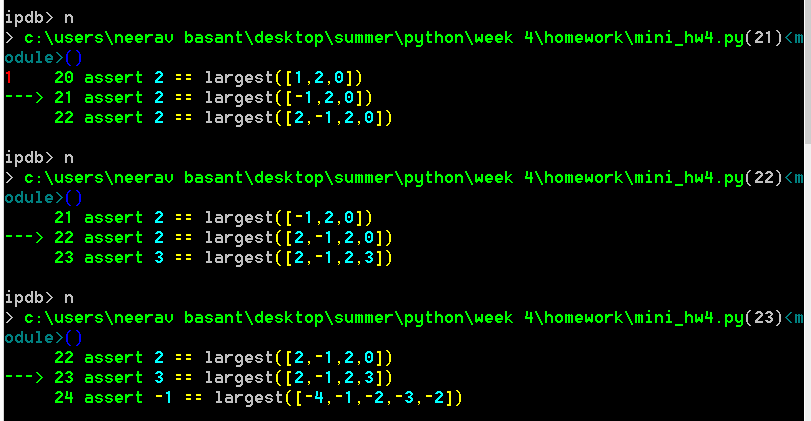 ipdb> n
> c:\users\neerav basant\desktop\summer\python\week 4\homework\mini_hw4.py(21)<m
odule>()
1    20 assert 2 == largest([1,2,0])
---> 21 assert 2 == largest([-1,2,0])
     22 assert 2 == largest([2,-1,2,0])
ipdb> n
> c:\users\neerav basant\desktop\summer\python\week 4\homework\mini_hw4.py(22)<m
odule>()
     21 assert 2 == largest([-1,2,0])
---> 22 assert 2 == largest([2,-1,2,0])
     23 assert 3 == largest([2,-1,2,3])
ipdb> n
> c:\users\neerav basant\desktop\summer\python\week 4\homework\mini_hw4.py(23)<m
odule>()
     22 assert 2 == largest([2,-1,2,0])
---> 23 assert 3 == largest([2,-1,2,3])
     24 assert -1 == largest([-4,-1,-2,-3,-2])